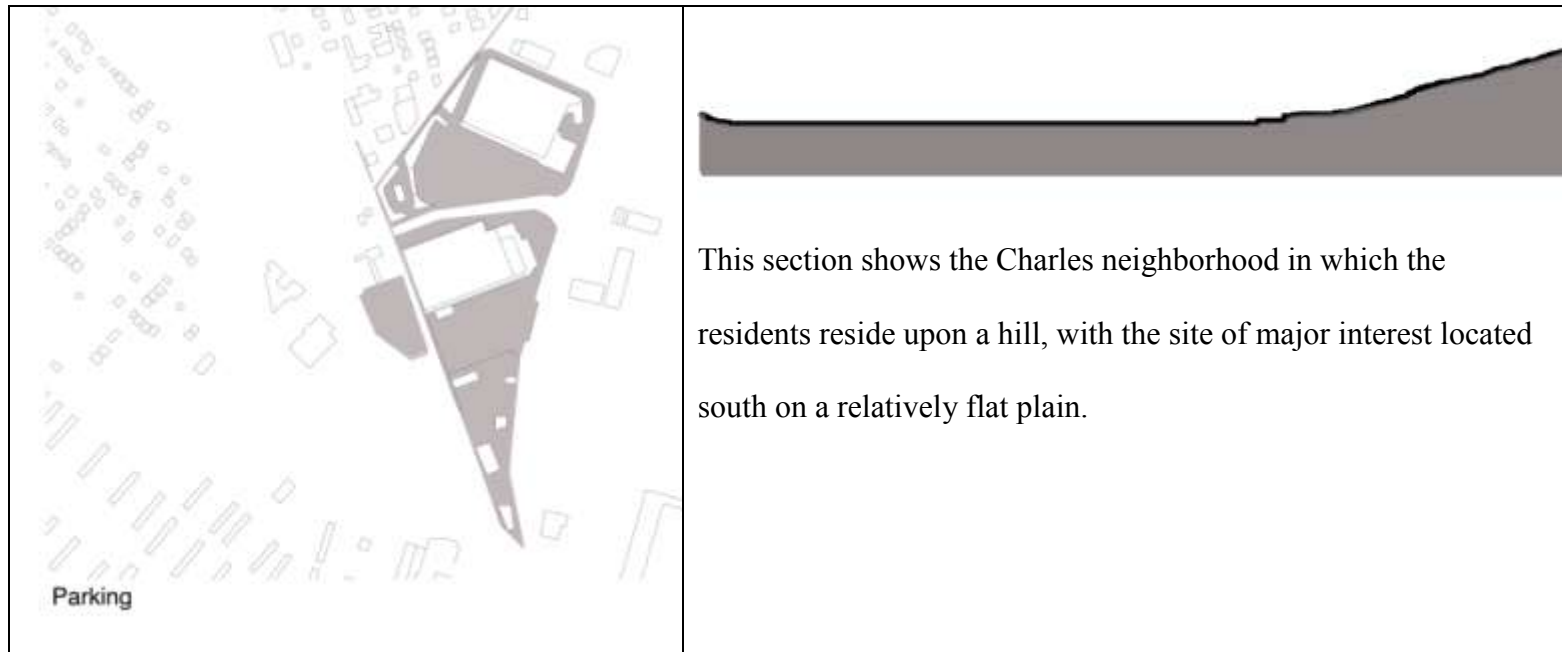 Parking
This section shows the Charles neighborhood in which the
residents reside upon a hill, with the site of major interest located
south on a relatively flat plain.